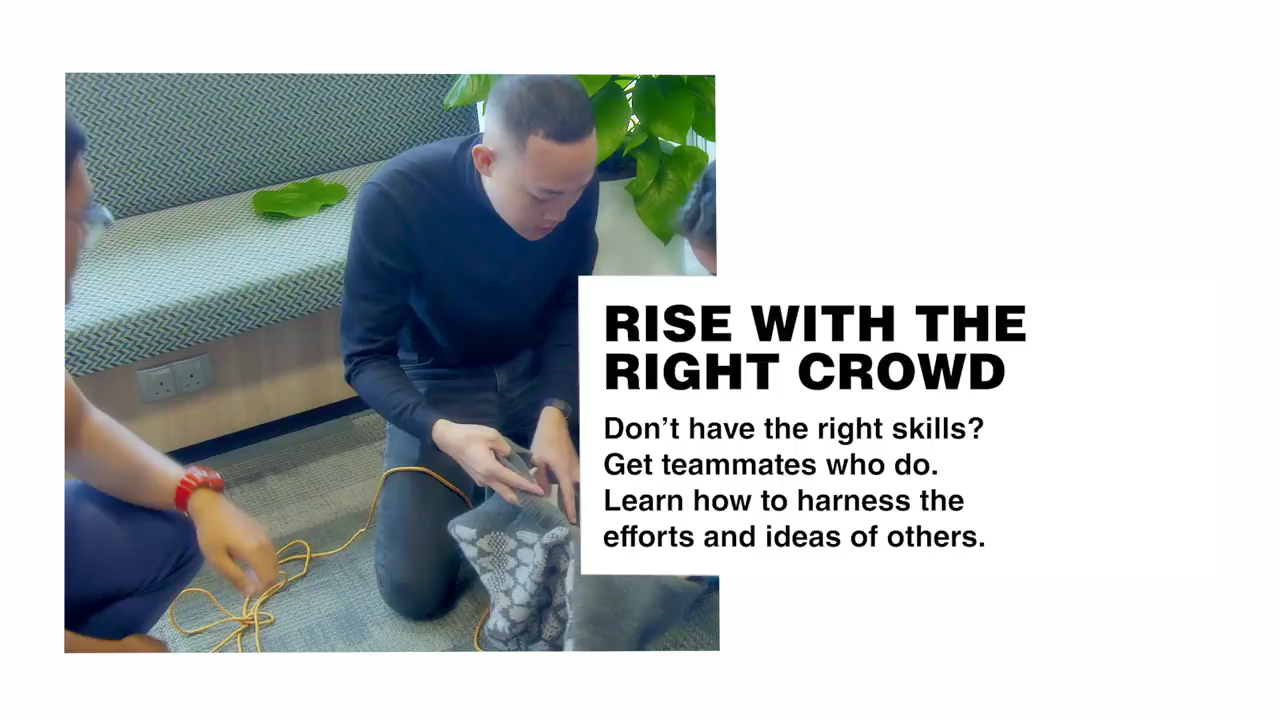 RISE WITH THE
RIGHT CROWD
Don’t have the right skills?
Get teammates who do.
Learn how to harness the
efforts and ideas of others.